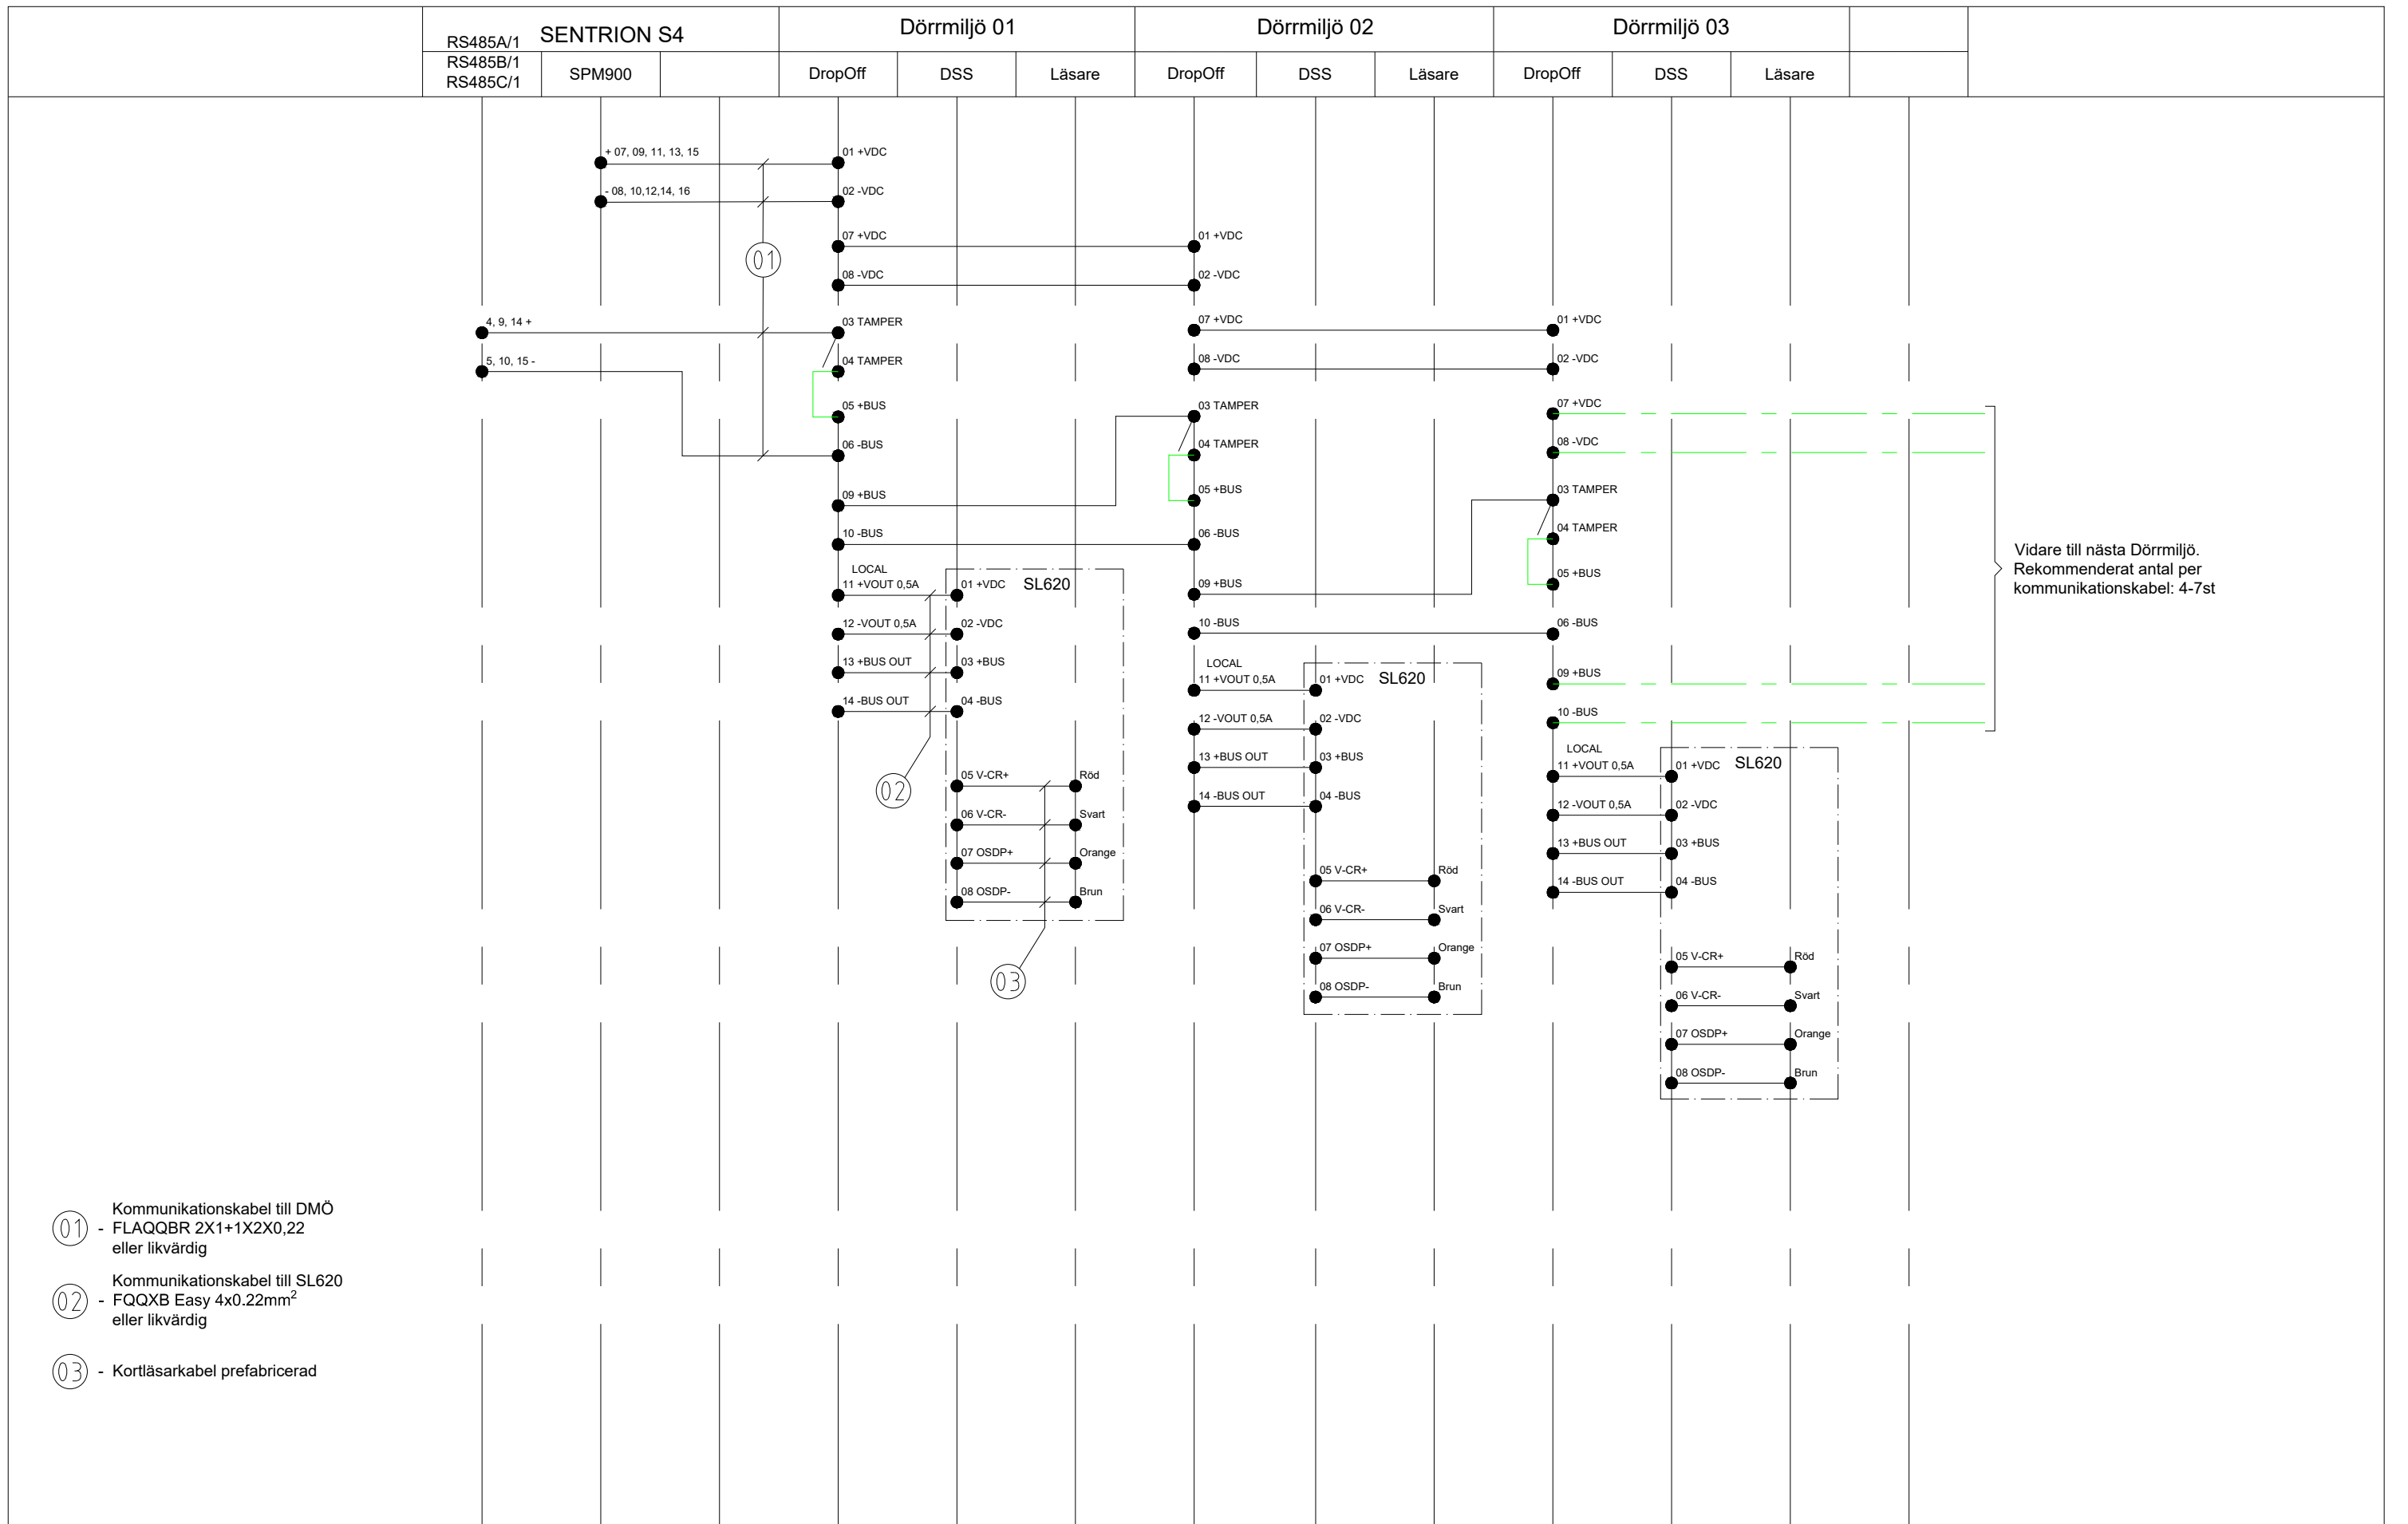 SENTRION S4
Dörrmiljö 01
Dörrmiljö 02
Dörrmiljö 03
RS485A/1
RS485B/1
RS485C/1
SPM900
DropOff
DSS
Läsare
DropOff
DSS
Läsare
DropOff
DSS
Läsare
+ 07, 09, 11, 13, 15
- 08, 10,12,14, 16
4, 9, 14 +
5, 10, 15 -
01
01 +VDC
02 -VDC
07 +VDC
08 -VDC
03 TAMPER
04 TAMPER
05 +BUS
06 -BUS
09 +BUS
10 -BUS
LOCAL
11 +VOUT 0,5A
12 -VOUT 0,5A
13 +BUS OUT
14 -BUS OUT
02
SL620
01 +VDC
02 -VDC
03 +BUS
04 -BUS
05 V-CR+
06 V-CR-
07 OSDP+
08 OSDP-
Röd
Svart
Orange
Brun
03
01 +VDC
02 -VDC
07 +VDC
08 -VDC
03 TAMPER
04 TAMPER
05 +BUS
06 -BUS
09 +BUS
10 -BUS
LOCAL
11 +VOUT 0,5A
12 -VOUT 0,5A
13 +BUS OUT
14 -BUS OUT
SL620
01 +VDC
02 -VDC
03 +BUS
04 -BUS
05 V-CR+
06 V-CR-
07 OSDP+
08 OSDP-
Röd
Svart
Orange
Brun
01 +VDC
02 -VDC
07 +VDC
08 -VDC
03 TAMPER
04 TAMPER
05 +BUS
06 -BUS
09 +BUS
10 -BUS
LOCAL
11 +VOUT 0,5A
12 -VOUT 0,5A
13 +BUS OUT
14 -BUS OUT
SL620
01 +VDC
02 -VDC
03 +BUS
04 -BUS
05 V-CR+
06 V-CR-
07 OSDP+
08 OSDP-
Röd
Svart
Orange
Brun
Vidare till nästa Dörrmiljö.
Rekommenderat antal per
kommunikationskabel: 4-7st
Kommunikationskabel till DMÖ
01 - FLAQQBR 2X1+1X2X0,22
eller likvärdig
Kommunikationskabel till SL620
02 - FQQXB Easy 4x0.22mm²
eller likvärdig
03 - Kortläsarkabel prefabricerad